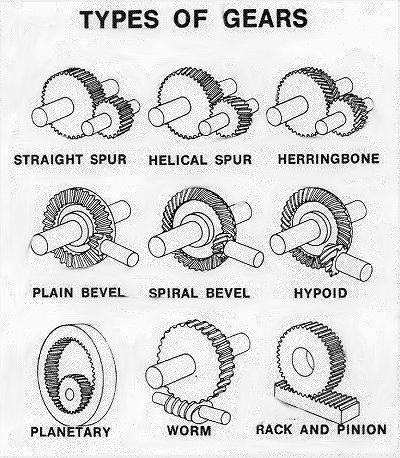 TYPES OF GEARS
STRAIGHT SPUR
HELICAL SPUR
HERRINGBONE
PLAIN BEVEL
SPIRAL BEVEL
HYPOID
PLANETARY
WORM
RACK AND PINION